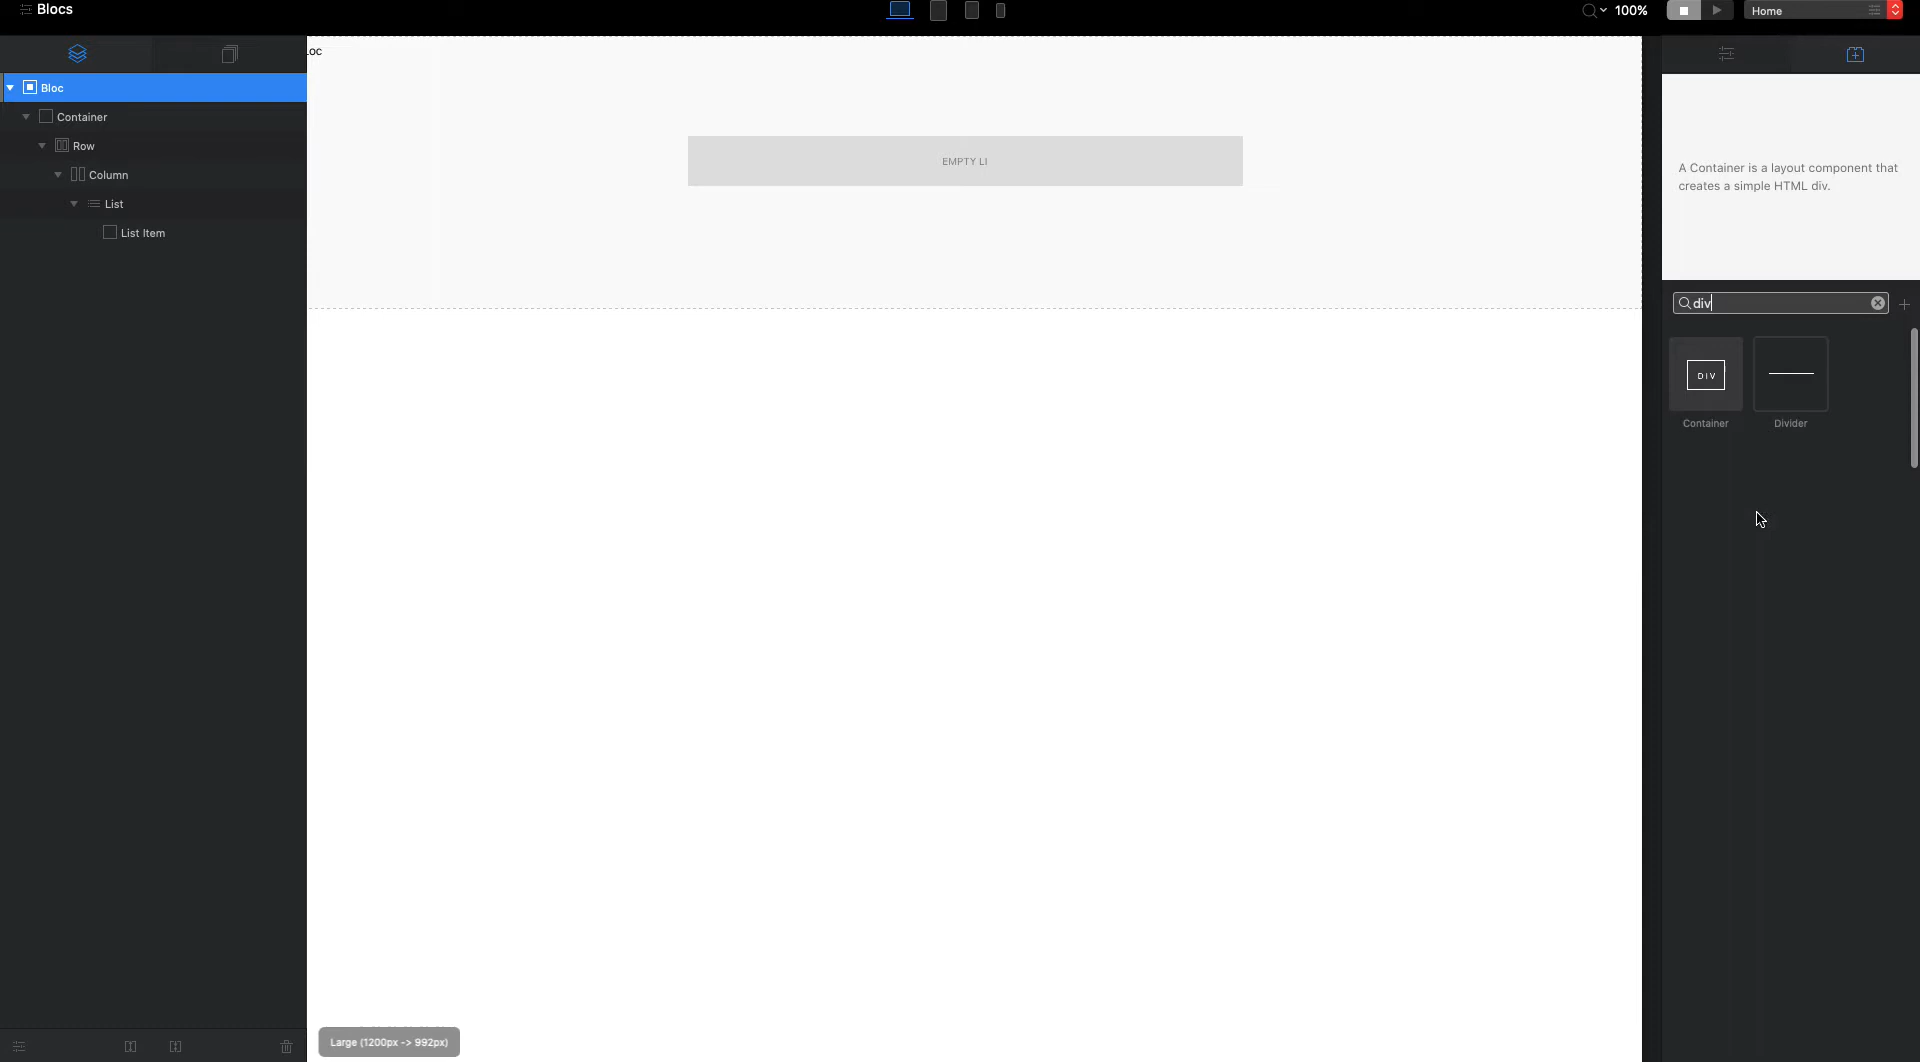 Blocs
100%
Home
Bloc
Container
Row
Column
List
List Item
loc
EMPTY LI
A Container is a layout component that
creates a simple HTML div.
div
DIV
Container
Divider
Large (1200px -> 992px)